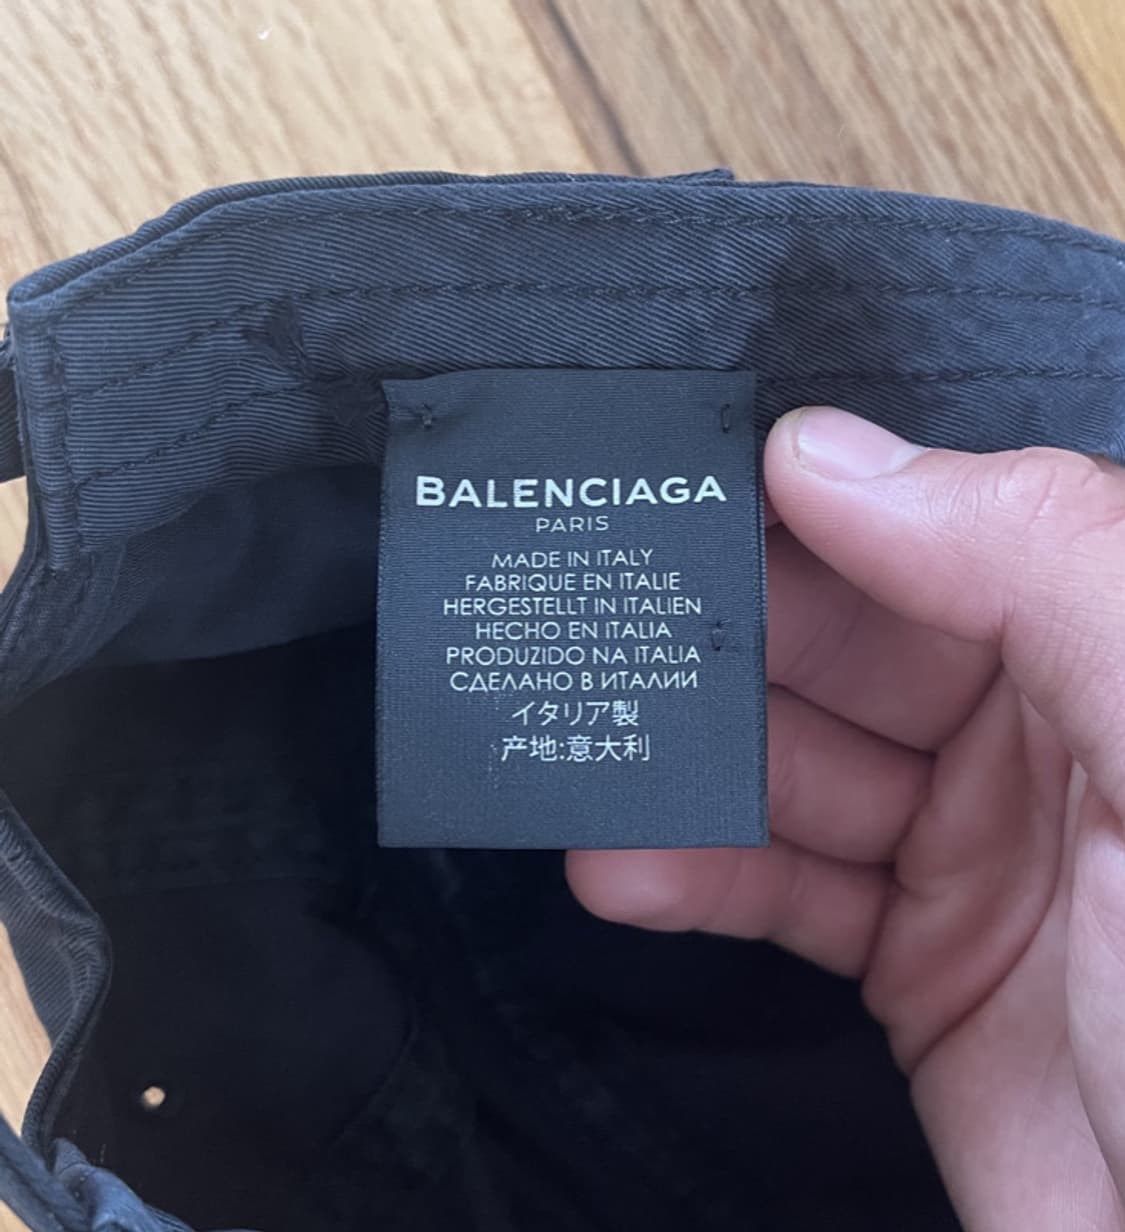 BALENCIAGA
PARIS
MADE IN ITALY
FABRIQUE EN ITALIE
HERGESTELLT IN ITALIEN
HECHO EN ITALIA
PRODUZIDO NA ITALIA
СДЕЛАНО В ИТАЛИИ
イタリア製
产地:意大利